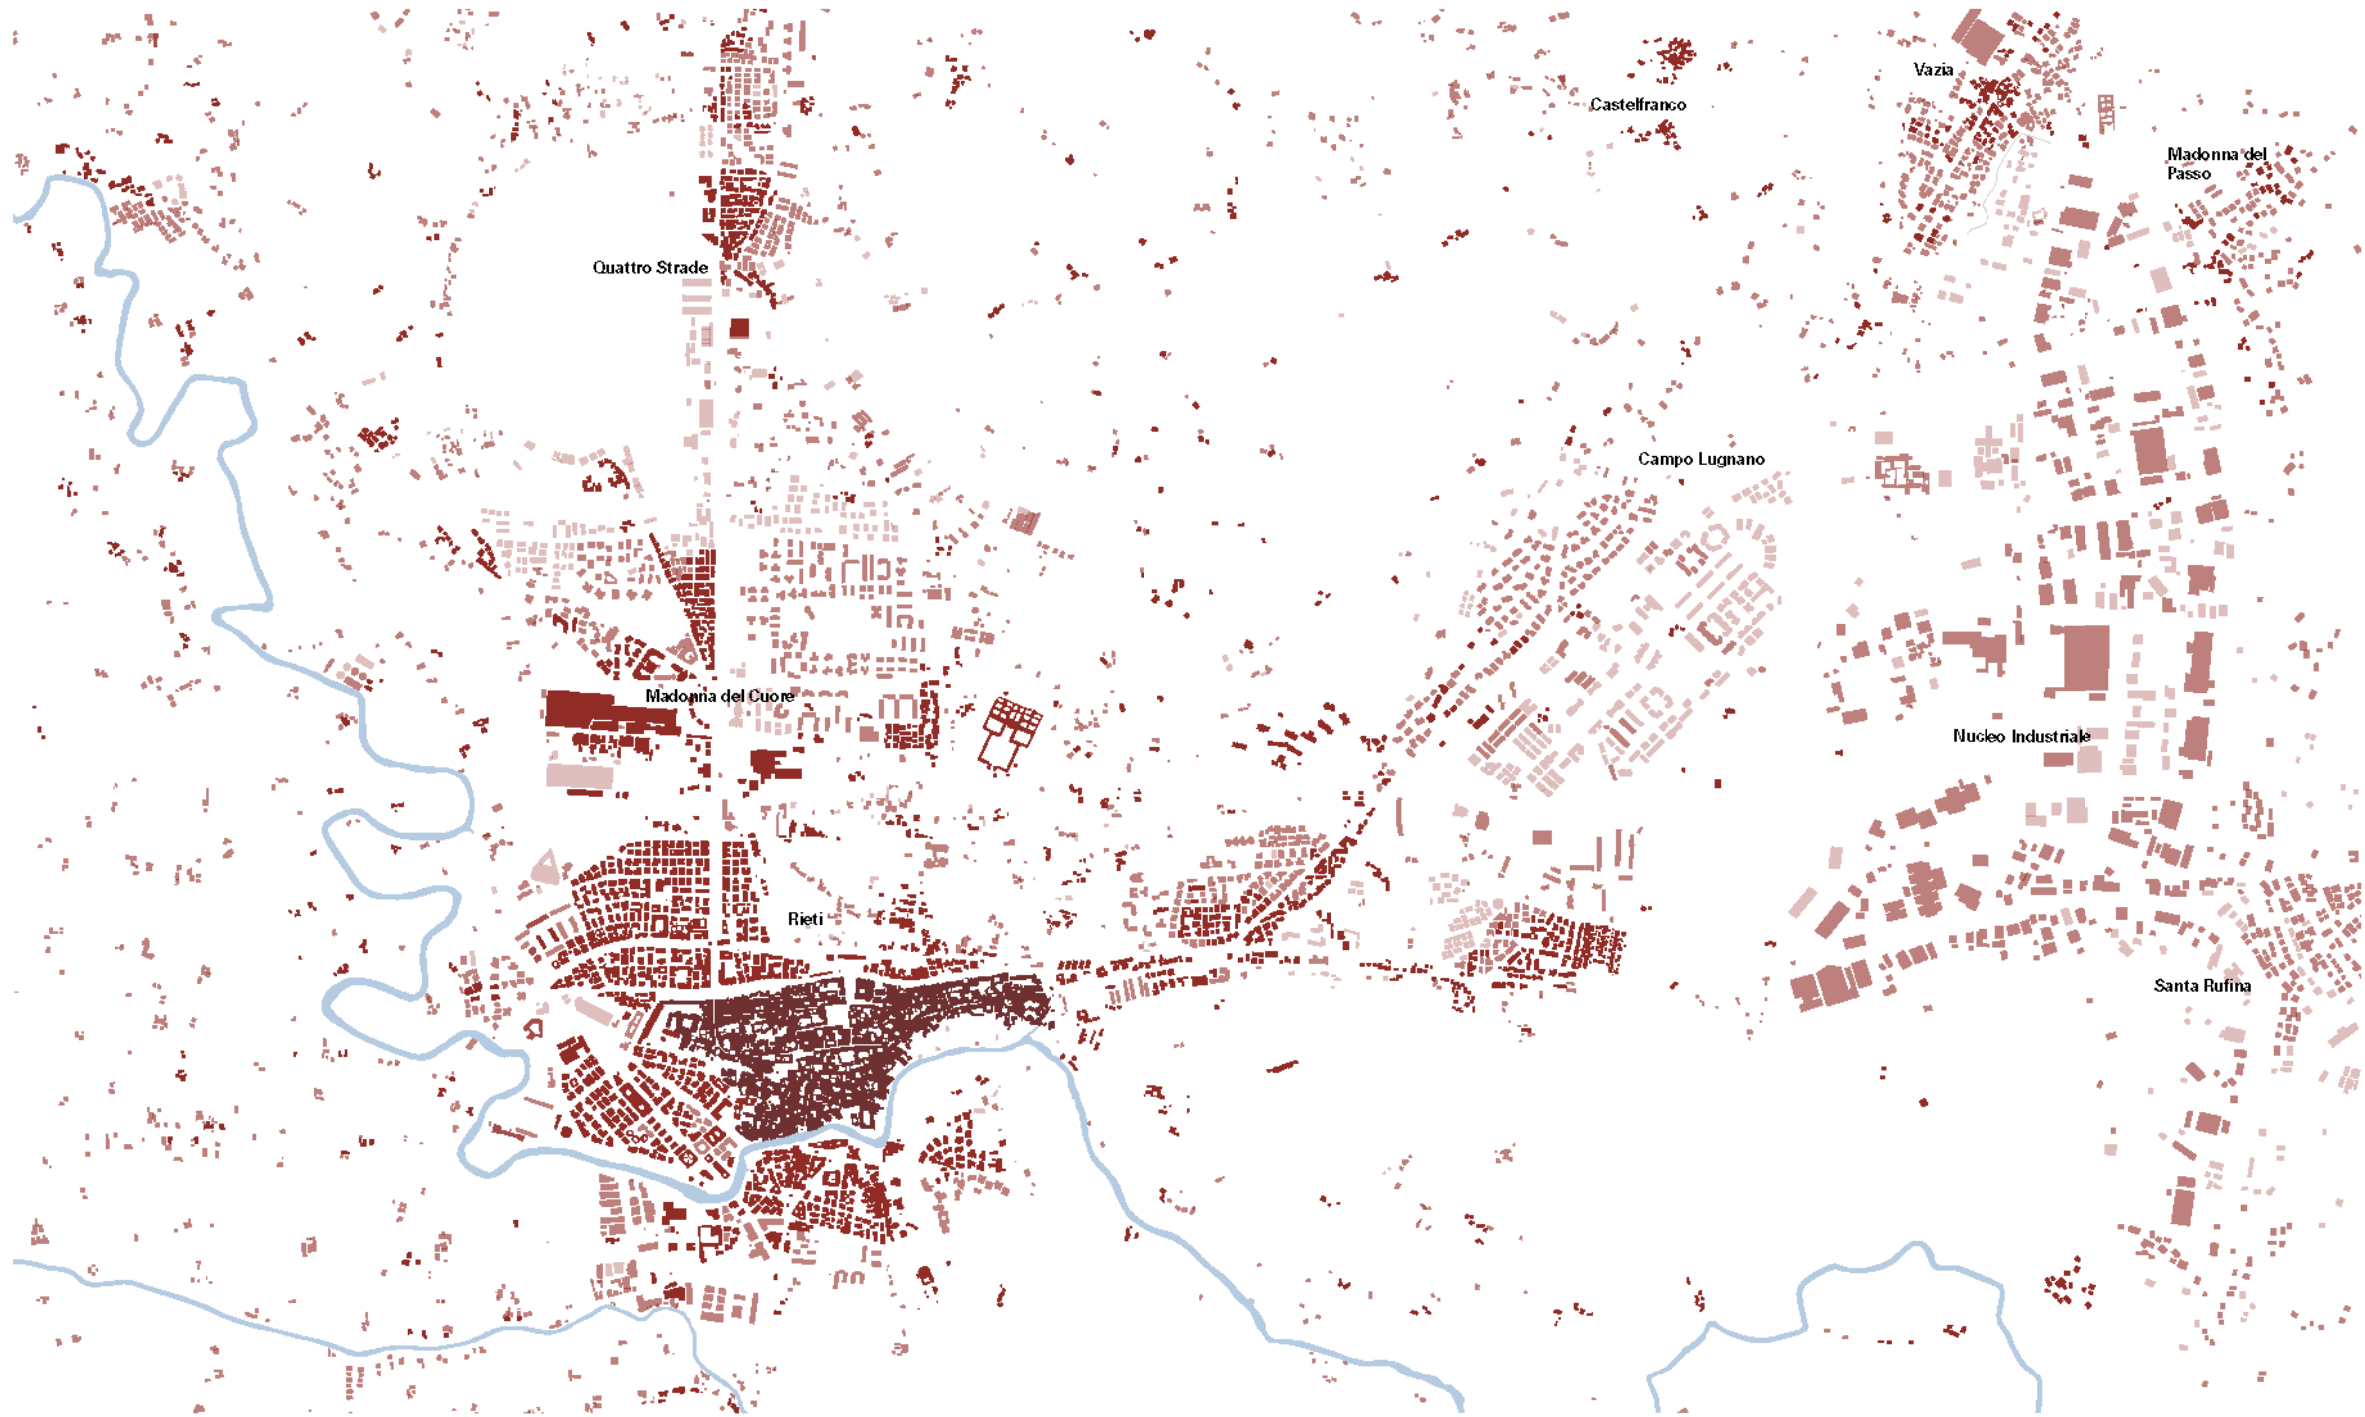 Vazia
Castelfranco
Madonna del
Passo
Quattro Strade
Campo Lugnano
Madonna del Cuore
Nucleo Industriale
Rieti
Santa Rufina